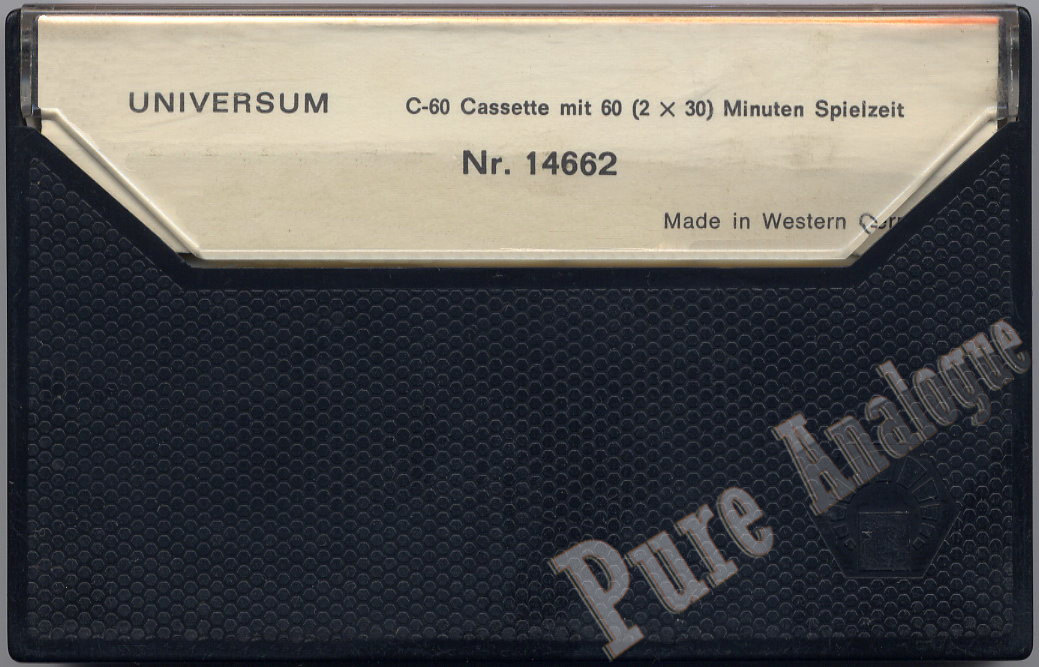 UNIVERSUM
C-60 Cassette mit 60 (2 × 30) Minuten Spielzeit
Nr. 14662
Made in Western
Pure Analogue